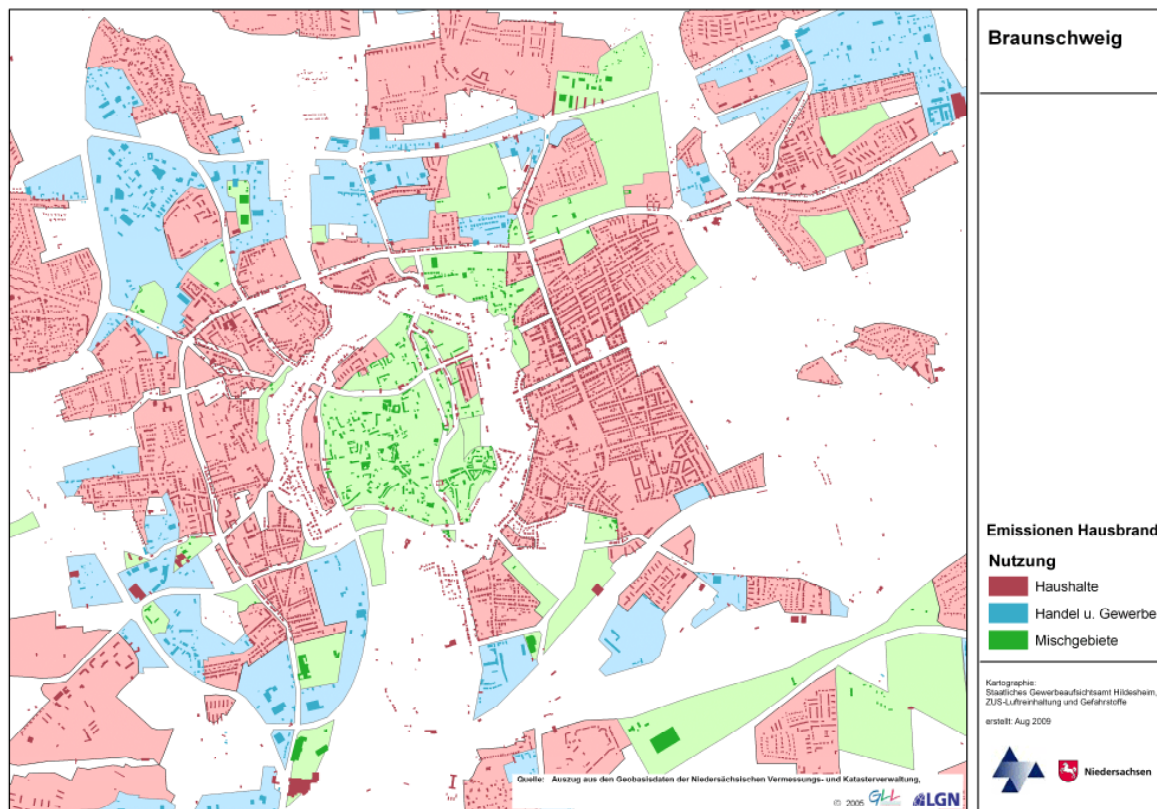 Braunschweig
Emissionen Hausbrand
Nutzung
Haushalte
Handel u. Gewerbe
Mischgebiete
Kartographie:
Staatliches Gewerbeaufsichtsamt Hildesheim,
ZUS-Luftreinhaltung und Gefahrstoffe
erstellt: Aug 2009
Niedersachsen
Quelle: Auszug aus den Geobasisdaten der Niedersächsischen Vermessungs- und Katasterverwaltung,
© 2005 GLL LGN